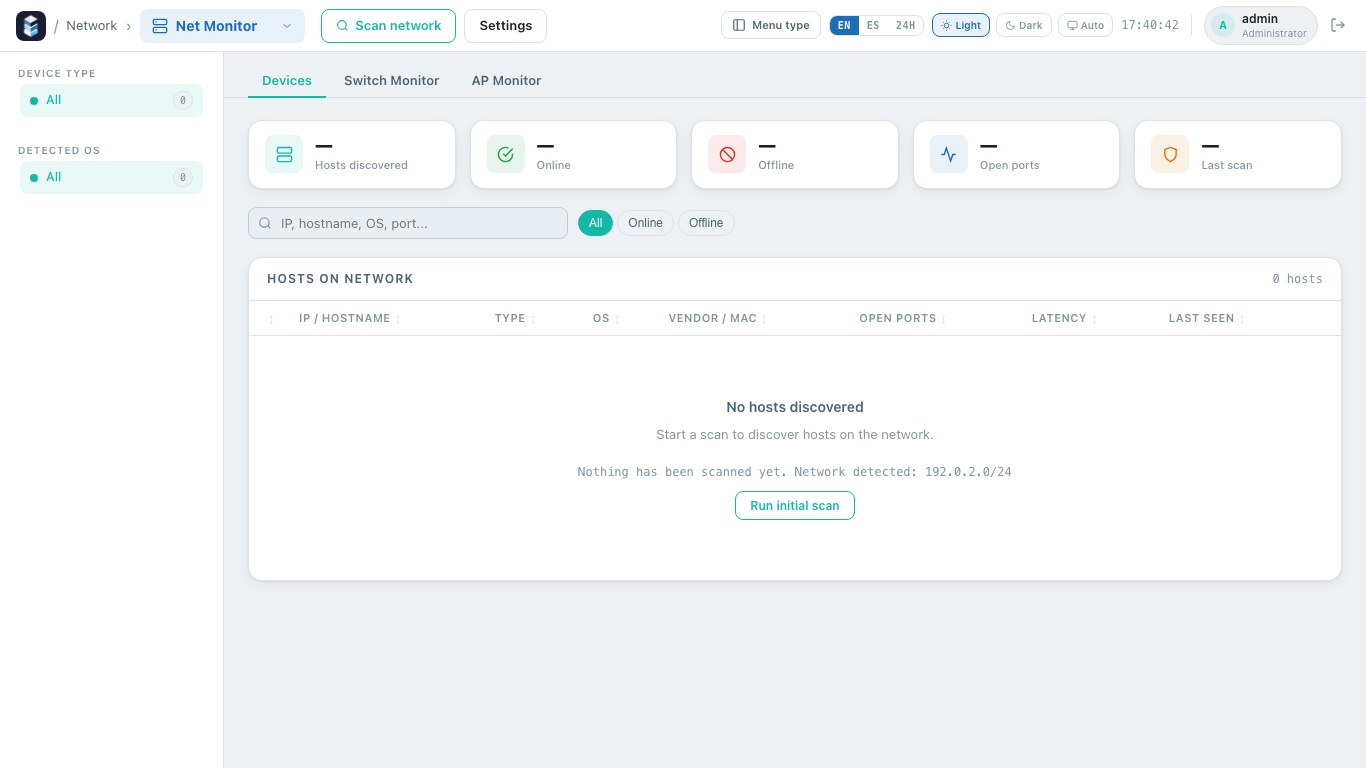 / Network › Net Monitor Scan network Settings Menu type EN ES 24H Light Dark Auto 17:40:42 A admin
Administrator
DEVICE TYPE
All 0
DETECTED OS
All 0
Devices Switch Monitor AP Monitor
— Hosts discovered
— Online
— Offline
— Open ports
— Last scan
IP, hostname, OS, port... All Online Offline
HOSTS ON NETWORK 0 hosts
IP / HOSTNAME TYPE OS VENDOR / MAC OPEN PORTS LATENCY LAST SEEN
No hosts discovered
Start a scan to discover hosts on the network.
Nothing has been scanned yet. Network detected: 192.0.2.0/24
Run initial scan